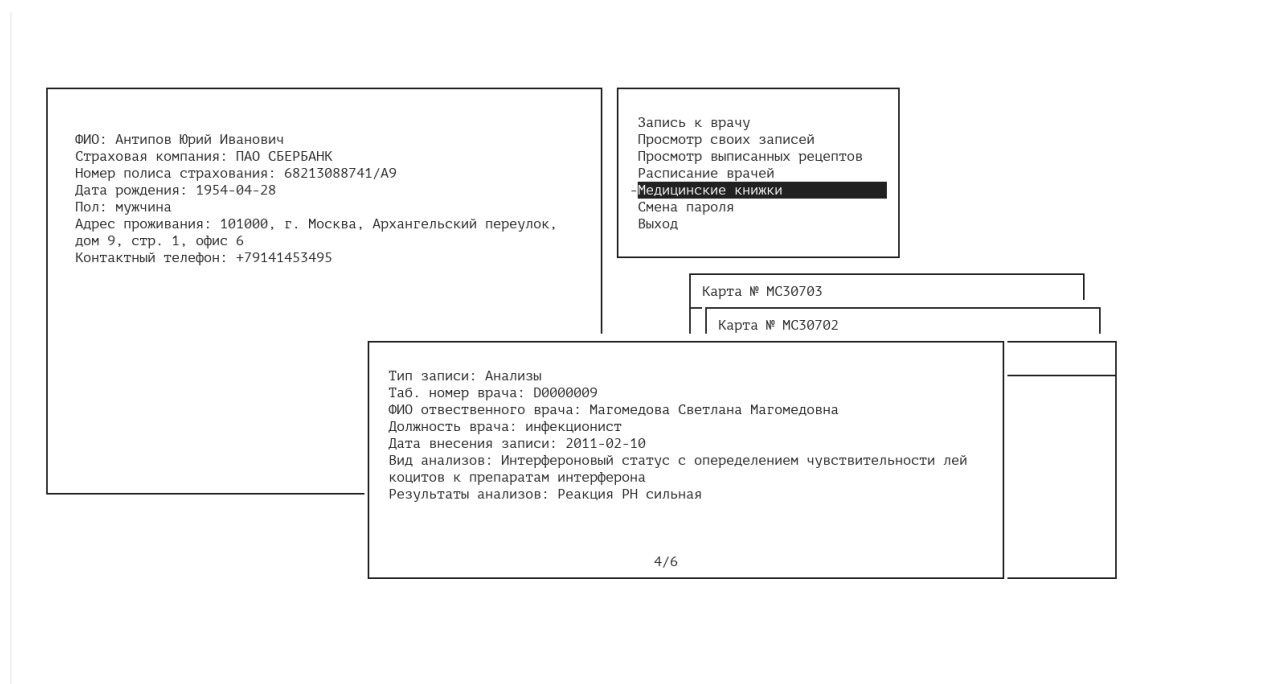 ФИО: Антипов Юрий Иванович
Страховая компания: ПАО СБЕРБАНК
Номер полиса страхования: 68213088741/А9
Дата рождения: 1954-04-28
Пол: мужчина
Адрес проживания: 101000, г. Москва, Архангельский переулок,
дом 9, стр. 1, офис 6
Контактный телефон: +79141453495
Запись к врачу
Просмотр своих записей
Просмотр выписанных рецептов
Расписание врачей
-Медицинские книжки
Смена пароля
Выход
Карта № МС30703
Карта № МС30702
Тип записи: Анализы
Таб. номер врача: D0000009
ФИО отвественного врача: Магомедова Светлана Магомедовна
Должность врача: инфекционист
Дата внесения записи: 2011-02-10
Вид анализов: Интерфероновый статус с опеределением чувствительности лей
коцитов к препаратам интерферона
Результаты анализов: Реакция PH сильная
4/6